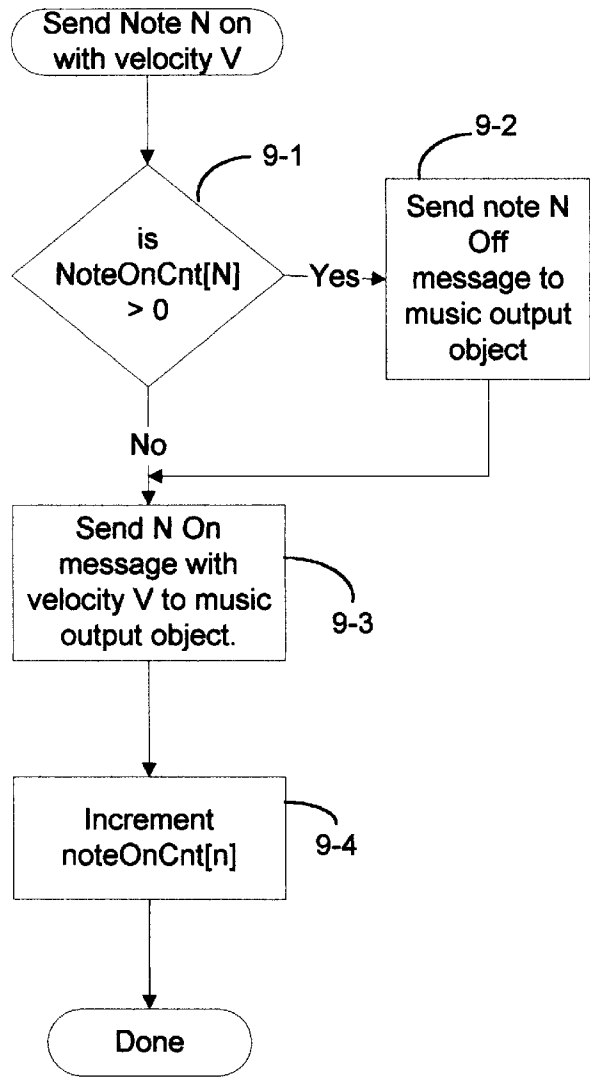 Send Note N on
with velocity V
9-1
9-2
is
NoteOnCnt[N]
> 0
Yes
Send note N
Off
message to
music output
object
No
Send N On
message with
velocity V to music
output object.
9-3
Increment
noteOnCnt[n]
9-4
Done